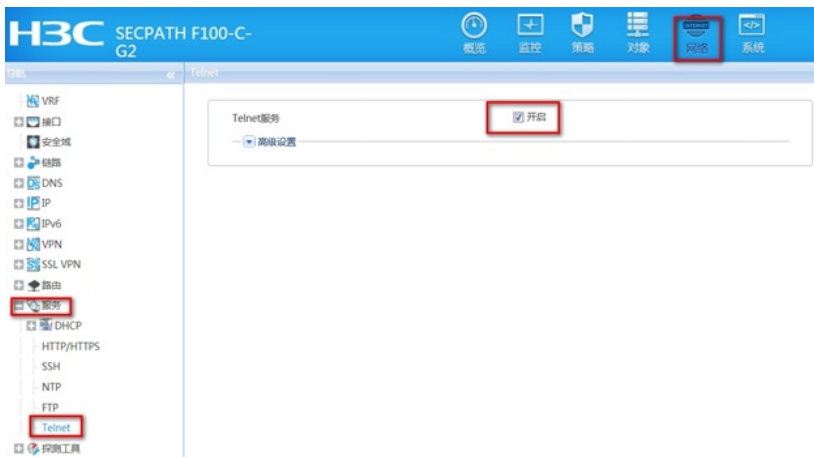 H3C SECPATH F100-C-
G2
概览
监控
策略
对象
网络
系统
导航
Telnet
VRF
接口
安全域
链路
DNS
IP
IPv6
VPN
SSL VPN
路由
服务
DHCP
HTTP/HTTPS
SSH
NTP
FTP
Telnet
探测工具
Telnet服务
开启
高级设置